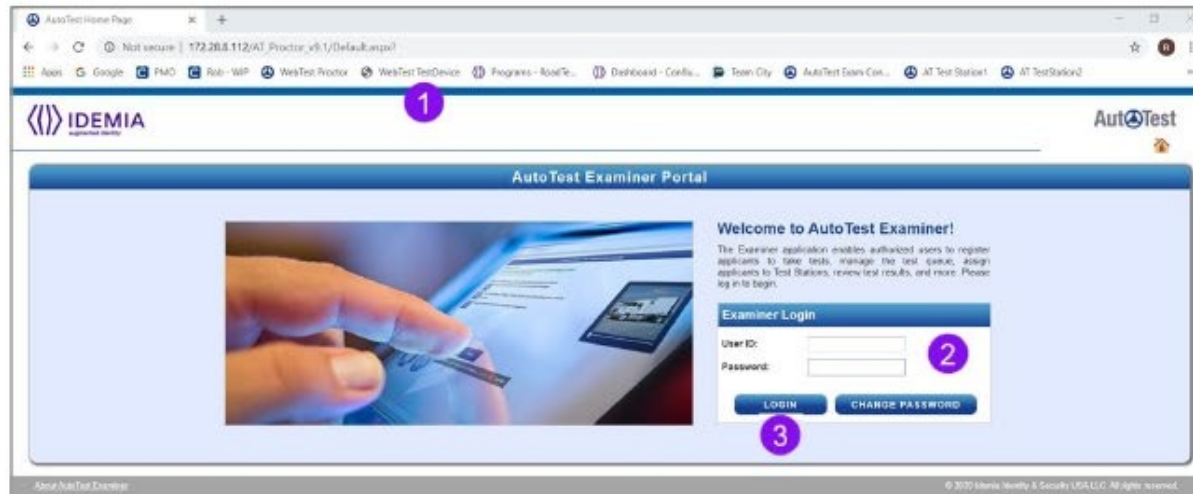 AutoTest Home Page
Not secure | 172.20.8.112/AT_Proctor_v9.1/Default.aspx?
Apps Google PMO Rob - WIP WebTest Proctor WebTest TestDevice Programs - RoadTe... Dashboard - Conflu... Team City AutoTest Exam Con... AT Test Station1 AT TestStation2
1
IDEMIA
augmented identity
AutoTest
AutoTest Examiner Portal
Welcome to AutoTest Examiner!
The Examiner application enables authorized users to register
applicants to take tests, manage the test queue, assign
applicants to Test Stations, review test results, and more. Please
log in to begin.
Examiner Login
User ID:
2
Password:
LOGIN CHANGE PASSWORD
3
About AutoTest Examiner © 2020 Idemia Identity & Security USA LLC. All rights reserved.